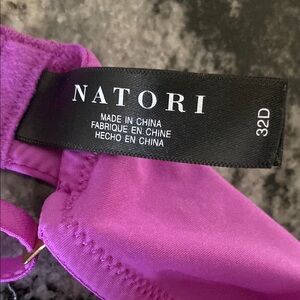 NATORI
MADE IN CHINA
FABRIQUE EN CHINE
HECHO EN CHINA
32D